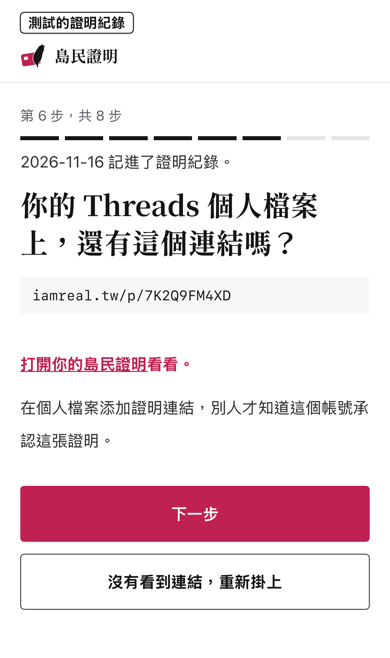 測試的證明紀錄
島民證明
第 6 步，共 8 步
2026-11-16 記進了證明紀錄。
你的 Threads 個人檔案
上，還有這個連結嗎？
iamreal.tw/p/7K2Q9FM4XD
打開你的島民證明看看。
在個人檔案添加證明連結，別人才知道這個帳號承
認這張證明。
下一步
沒有看到連結，重新掛上